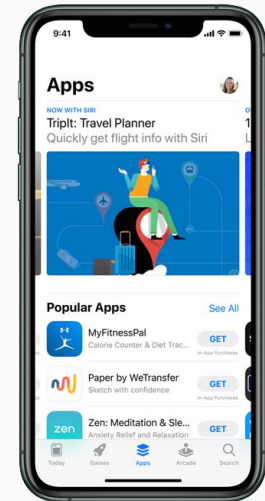 9:41
Apps
NOW WITH SIRI
TripIt: Travel Planner
Quickly get flight info with Siri
Popular Apps
See All
MyFitnessPal
Calorie Counter & Diet Trac...
GET
In-App Purchases
Paper by WeTransfer
Sketch with confidence
GET
In-App Purchases
zen
Zen: Meditation & Sle...
Anxiety Relief and Relaxation
GET
Today
Games
Apps
Arcade
Search